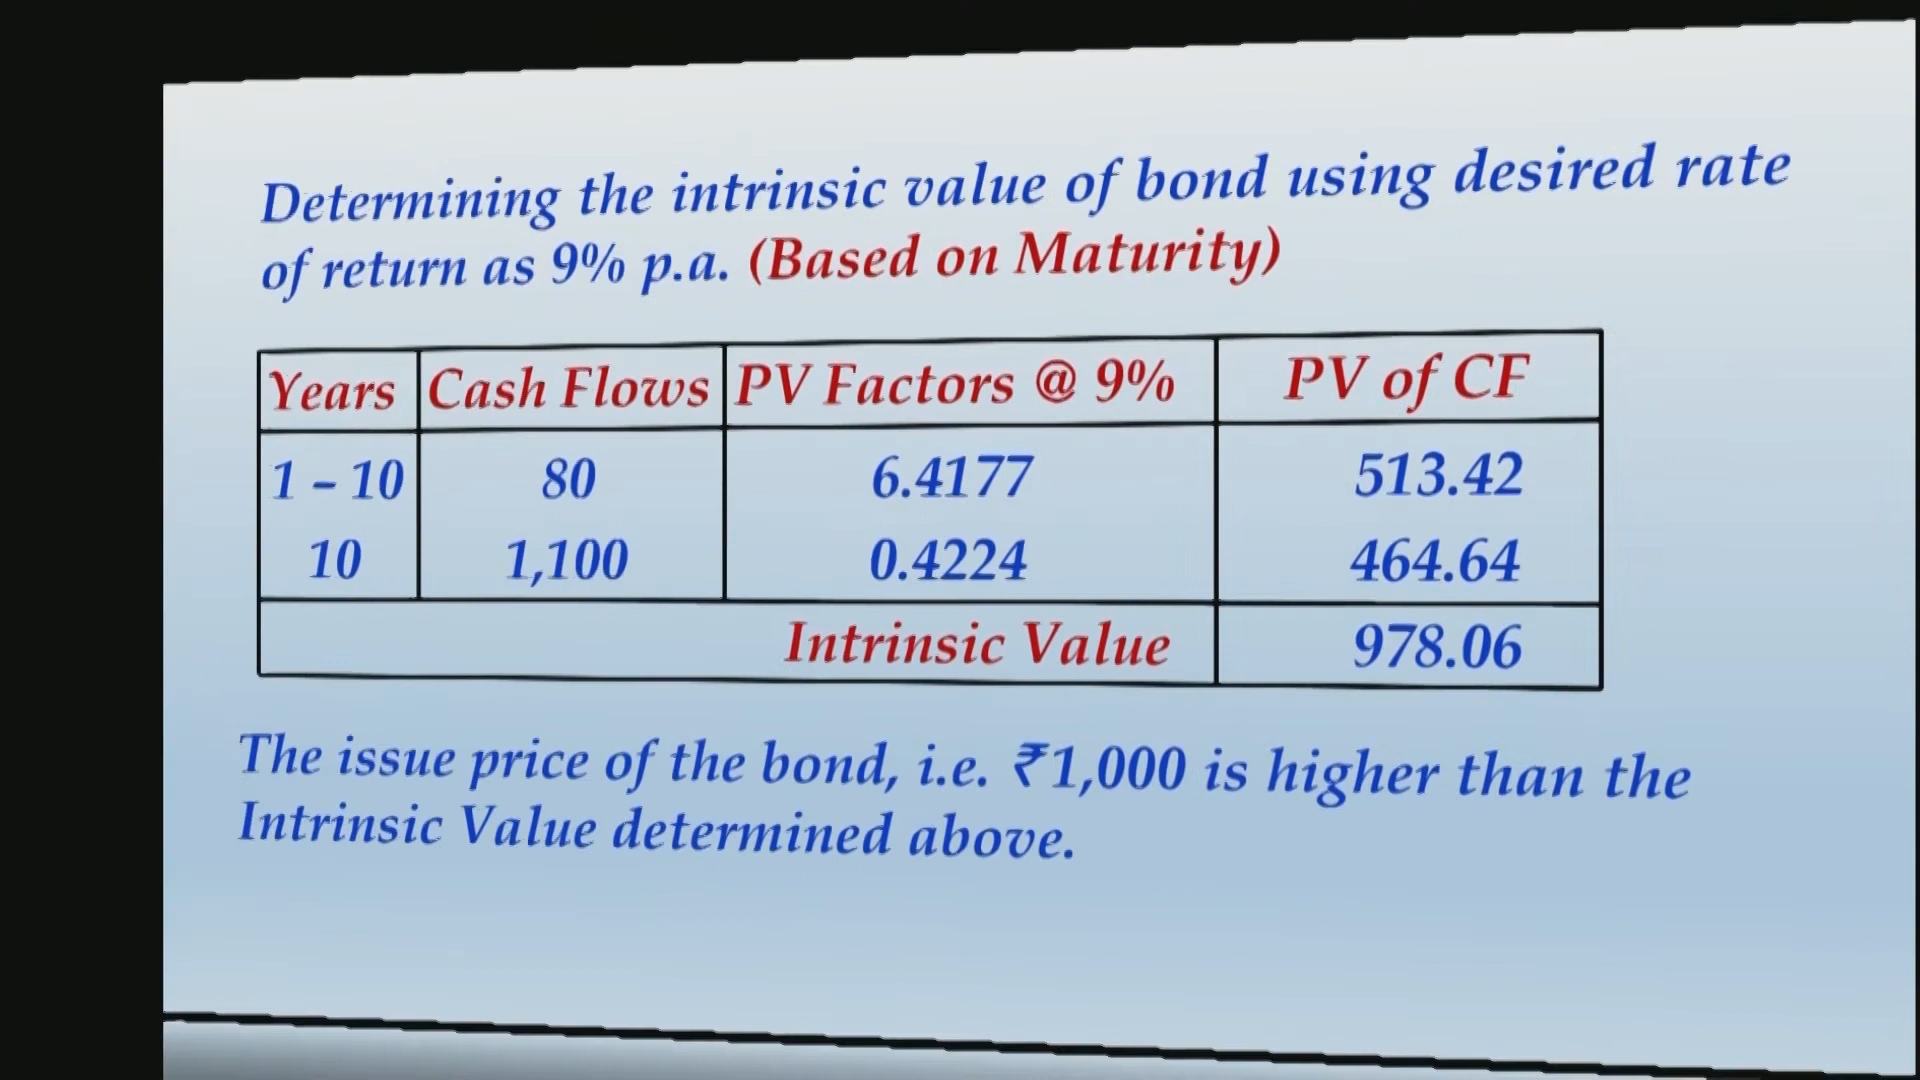 Determining the intrinsic value of bond using desired rate
of return as 9% p.a. (Based on Maturity)
Years Cash Flows PV Factors @ 9% PV of CF
1 – 10 80 6.4177 513.42
10 1,100 0.4224 464.64
Intrinsic Value 978.06
The issue price of the bond, i.e. ₹1,000 is higher than the
Intrinsic Value determined above.